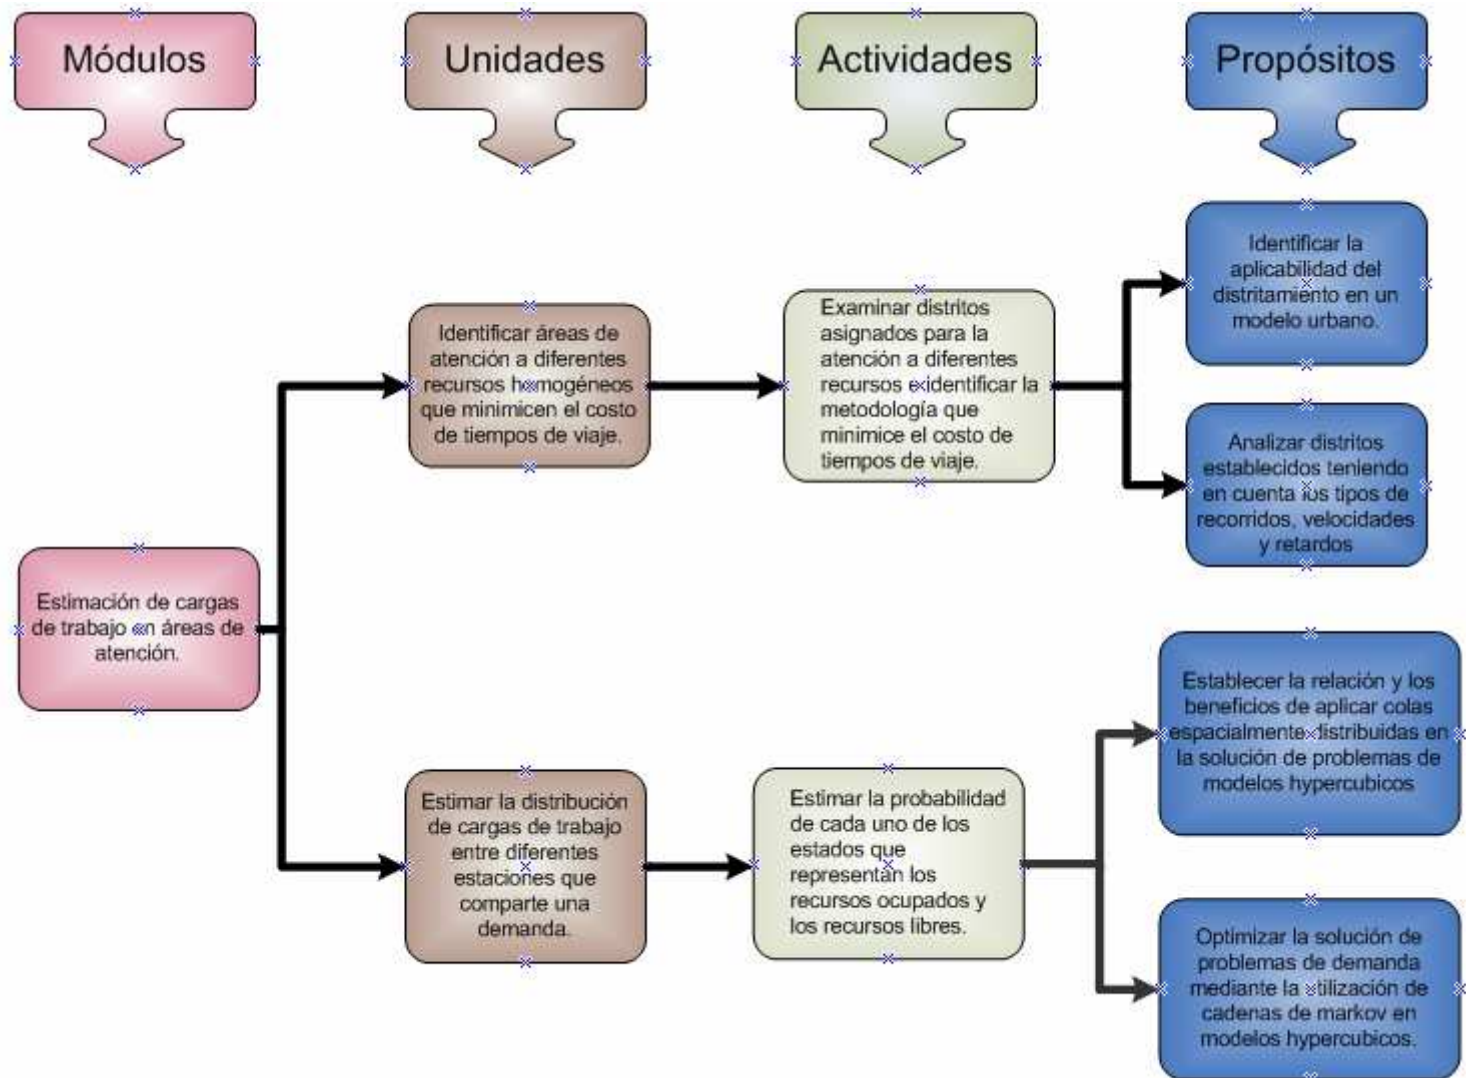 Módulos
Unidades
Actividades
Propósitos
Identificar la
aplicabilidad del
distritamiento en un
modelo urbano.
Identificar áreas de
atención a diferentes
recursos homogéneos
que minimicen el costo
de tiempos de viaje.
Examinar distritos
asignados para la
atención a diferentes
recursos e identificar la
metodología que
minimice el costo de
tiempos de viaje.
Analizar distritos
establecidos teniendo
en cuenta los tipos de
recorridos, velocidades
y retardos
Estimación de cargas
de trabajo en áreas de
atención.
Establecer la relación y los
beneficios de aplicar colas
espacialmente distribuidas en
la solución de problemas de
modelos hypercubicos
Estimar la distribución
de cargas de trabajo
entre diferentes
estaciones que
comparte una
demanda.
Estimar la probabilidad
de cada uno de los
estados que
representan los
recursos ocupados y
los recursos libres.
Optimizar la solución de
problemas de demanda
mediante la utilización de
cadenas de markov en
modelos hypercubicos.